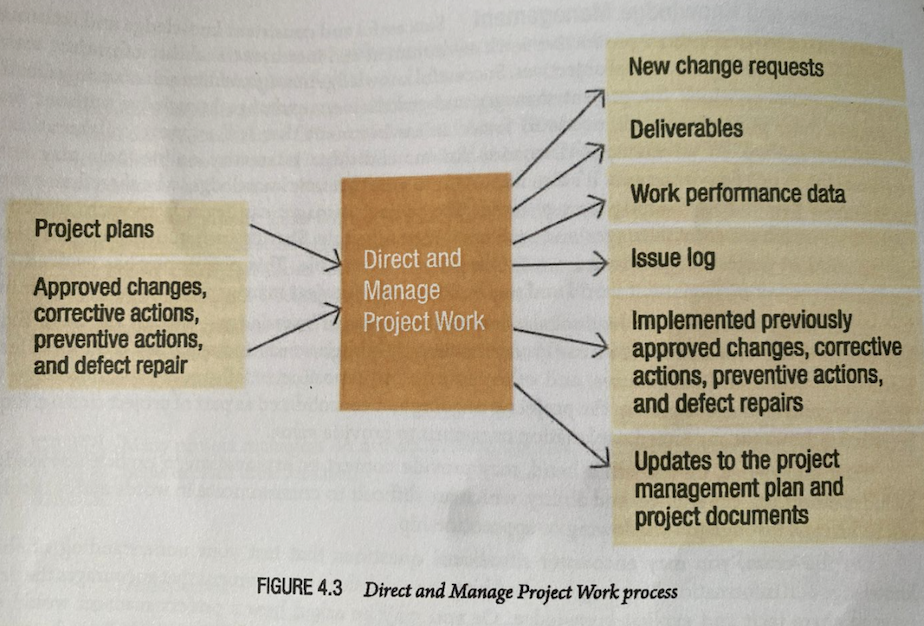 Project plans
Approved changes,
corrective actions,
preventive actions,
and defect repair
Direct and
Manage
Project Work
New change requests
Deliverables
Work performance data
Issue log
Implemented previously
approved changes, corrective
actions, preventive actions,
and defect repairs
Updates to the project
management plan and
project documents
FIGURE 4.3 Direct and Manage Project Work process